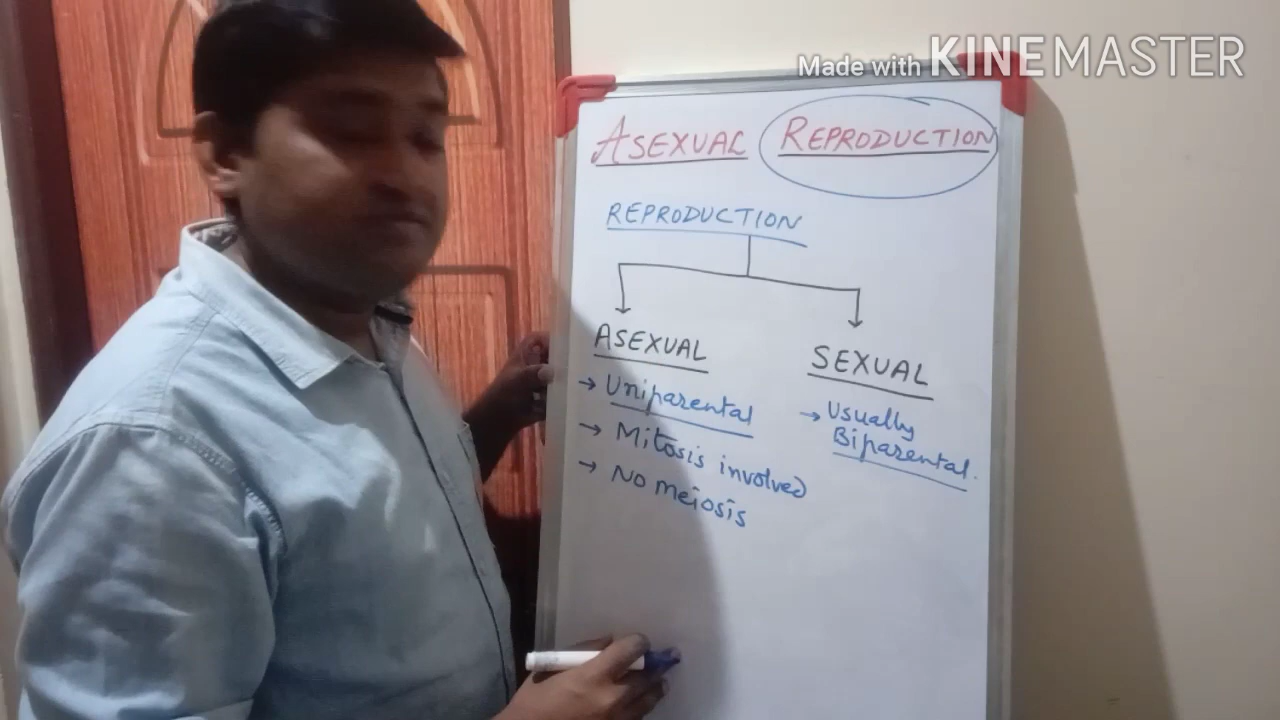 Made with KINEMASTER
ASEXUAL REPRODUCTION
REPRODUCTION
ASEXUAL
→ Uniparental
→ Mitosis involved
→ No meiosis
SEXUAL
→ Usually
Biparental.